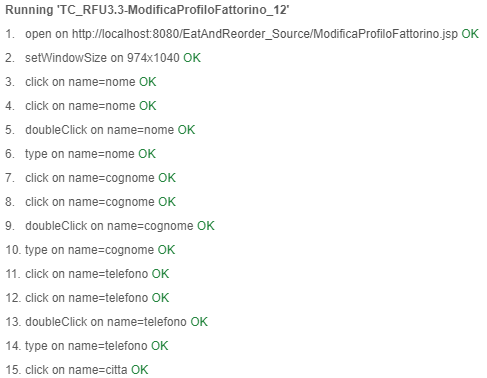 Running 'TC_RFU3.3-ModificaProfiloFattorino_12'
1. open on http://localhost:8080/EatAndReorder_Source/ModificaProfiloFattorino.jsp OK
2. setWindowSize on 974x1040 OK
3. click on name=nome OK
4. click on name=nome OK
5. doubleClick on name=nome OK
6. type on name=nome OK
7. click on name=cognome OK
8. click on name=cognome OK
9. doubleClick on name=cognome OK
10. type on name=cognome OK
11. click on name=telefono OK
12. click on name=telefono OK
13. doubleClick on name=telefono OK
14. type on name=telefono OK
15. click on name=citta OK